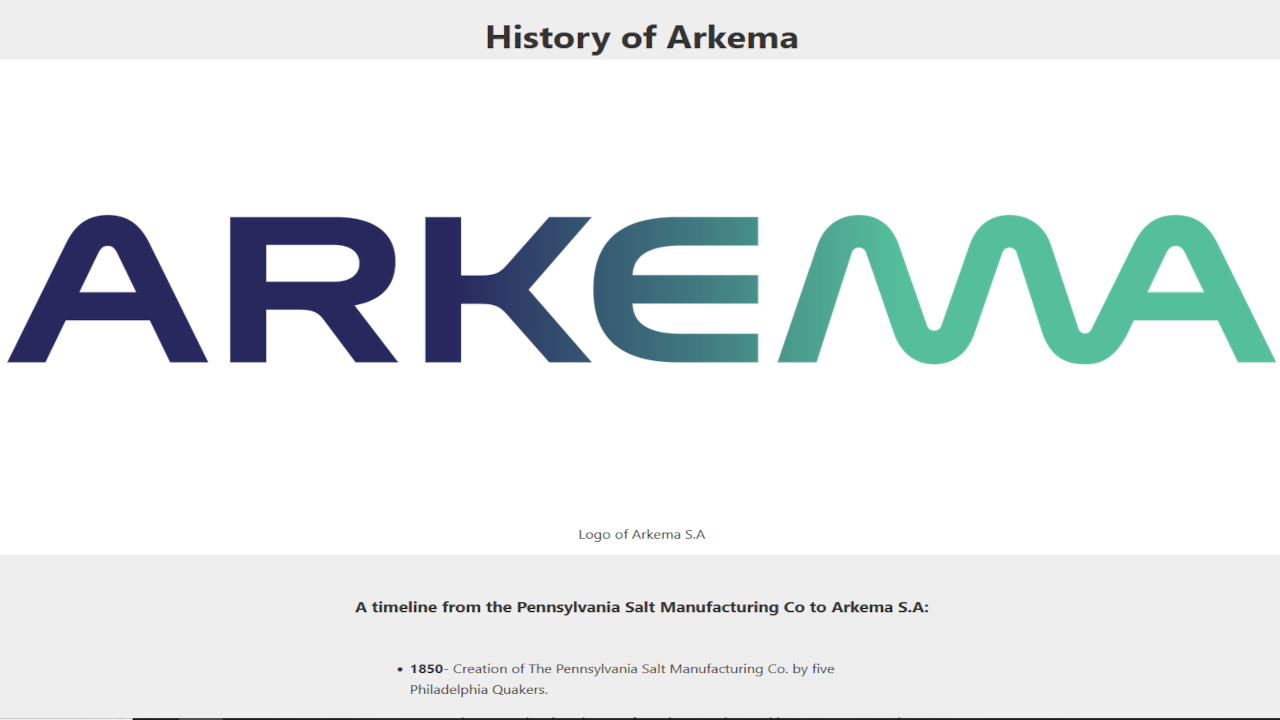 History of Arkema
ARKEMA
Logo of Arkema S.A
A timeline from the Pennsylvania Salt Manufacturing Co to Arkema S.A:
• 1850- Creation of The Pennsylvania Salt Manufacturing Co. by five
Philadelphia Quakers.